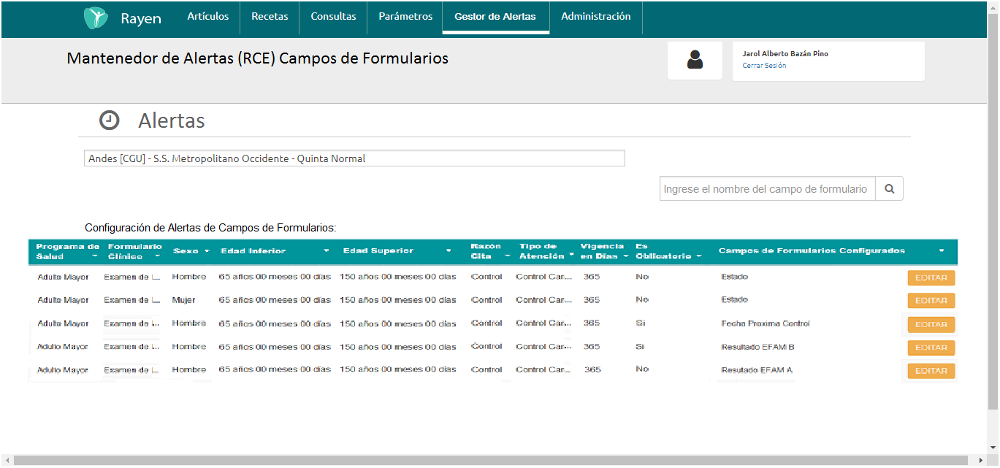 Rayen Artículos Recetas Consultas Parámetros Gestor de Alertas Administración
Mantenedor de Alertas (RCE) Campos de Formularios
Jarol Alberto Bazán Pino
Cerrar Sesión
Alertas
Andes [CGU] - S.S. Metropolitano Occidente - Quinta Normal
Ingrese el nombre del campo de formulario
Configuración de Alertas de Campos de Formularios:
Programa de Salud Formulario Clínico Sexo Edad Inferior Edad Superior Razón Cita Tipo de Atención Vigencia en Días Es Obligatorio Campos de Formularios Configurados
Adulto Mayor Examen de L... Hombre 65 años 00 meses 00 días 150 años 00 meses 00 días Control Control Car... 365 No Estado EDITAR
Adulto Mayor Examen de L... Mujer 65 años 00 meses 00 días 150 años 00 meses 00 días Control Control Car... 365 No Estado EDITAR
Adulto Mayor Examen de L... Hombre 65 años 00 meses 00 días 150 años 00 meses 00 días Control Control Car... 365 Si Fecha Proxima Control EDITAR
Adulto Mayor Examen de L... Hombre 65 años 00 meses 00 días 150 años 00 meses 00 días Control Control Car... 365 Si Resultado EFAM B EDITAR
Adulto Mayor Examen de L... Hombre 65 años 00 meses 00 días 150 años 00 meses 00 días Control Control Car... 365 No Resutado EFAM A EDITAR